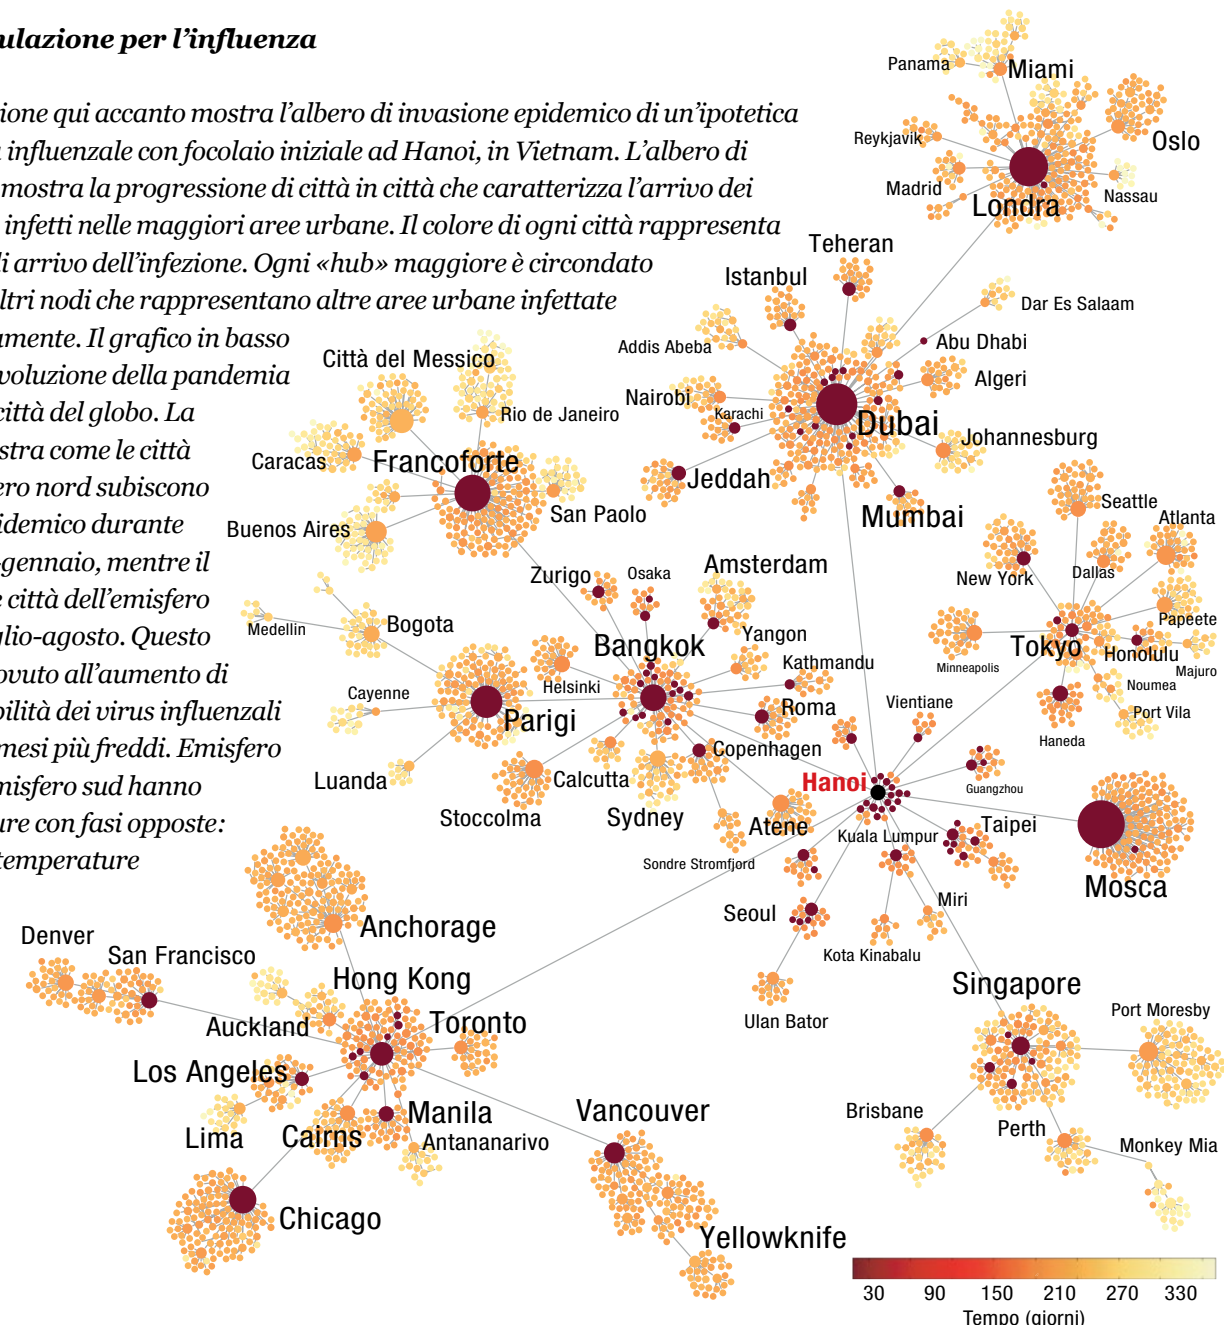 ulazione per l'influenza
ione qui accanto mostra l'albero di invasione epidemico di un'ipotetica
influenzale con focolaio iniziale ad Hanoi, in Vietnam. L'albero di
mostra la progressione di città in città che caratterizza l'arrivo dei
infetti nelle maggiori aree urbane. Il colore di ogni città rappresenta
di arrivo dell'infezione. Ogni «hub» maggiore è circondato
ltri nodi che rappresentano altre aree urbane infettate
amente. Il grafico in basso
voluzione della pandemia
città del globo. La
stra come le città
ero nord subiscono
idemico durante
-gennaio, mentre il
e città dell'emisfero
glio-agosto. Questo
ovuto all'aumento di
bilità dei virus influenzali
mesi più freddi. Emisfero
misfero sud hanno
ure con fasi opposte:
temperature
Panama
Miami
Reykjavik
Oslo
Madrid
Londra
Nassau
Teheran
Istanbul
Dar Es Salaam
Addis Abeba
Abu Dhabi
Città del Messico
Nairobi
Algeri
Karachi
Rio de Janeiro
Dubai
Johannesburg
Caracas
Francoforte
Jeddah
San Paolo
Mumbai
Seattle
Buenos Aires
Atlanta
Zurigo
Osaka
Amsterdam
New York
Dallas
Medellin
Bogota
Bangkok
Yangon
Papeete
Tokyo
Honolulu
Minneapolis
Kathmandu
Majuro
Cayenne
Helsinki
Noumea
Parigi
Roma
Vientiane
Port Vila
Haneda
Luanda
Calcutta
Copenhagen
Hanoi
Guangzhou
Stoccolma
Sydney
Atene
Kuala Lumpur
Taipei
Sondre Stromfjord
Mosca
Seoul
Miri
Anchorage
Denver
San Francisco
Kota Kinabalu
Hong Kong
Singapore
Auckland
Toronto
Ulan Bator
Port Moresby
Los Angeles
Lima
Cairns
Manila
Antananarivo
Vancouver
Brisbane
Perth
Monkey Mia
Chicago
Yellowknife
30 90 150 210 270 330
Tempo (giorni)